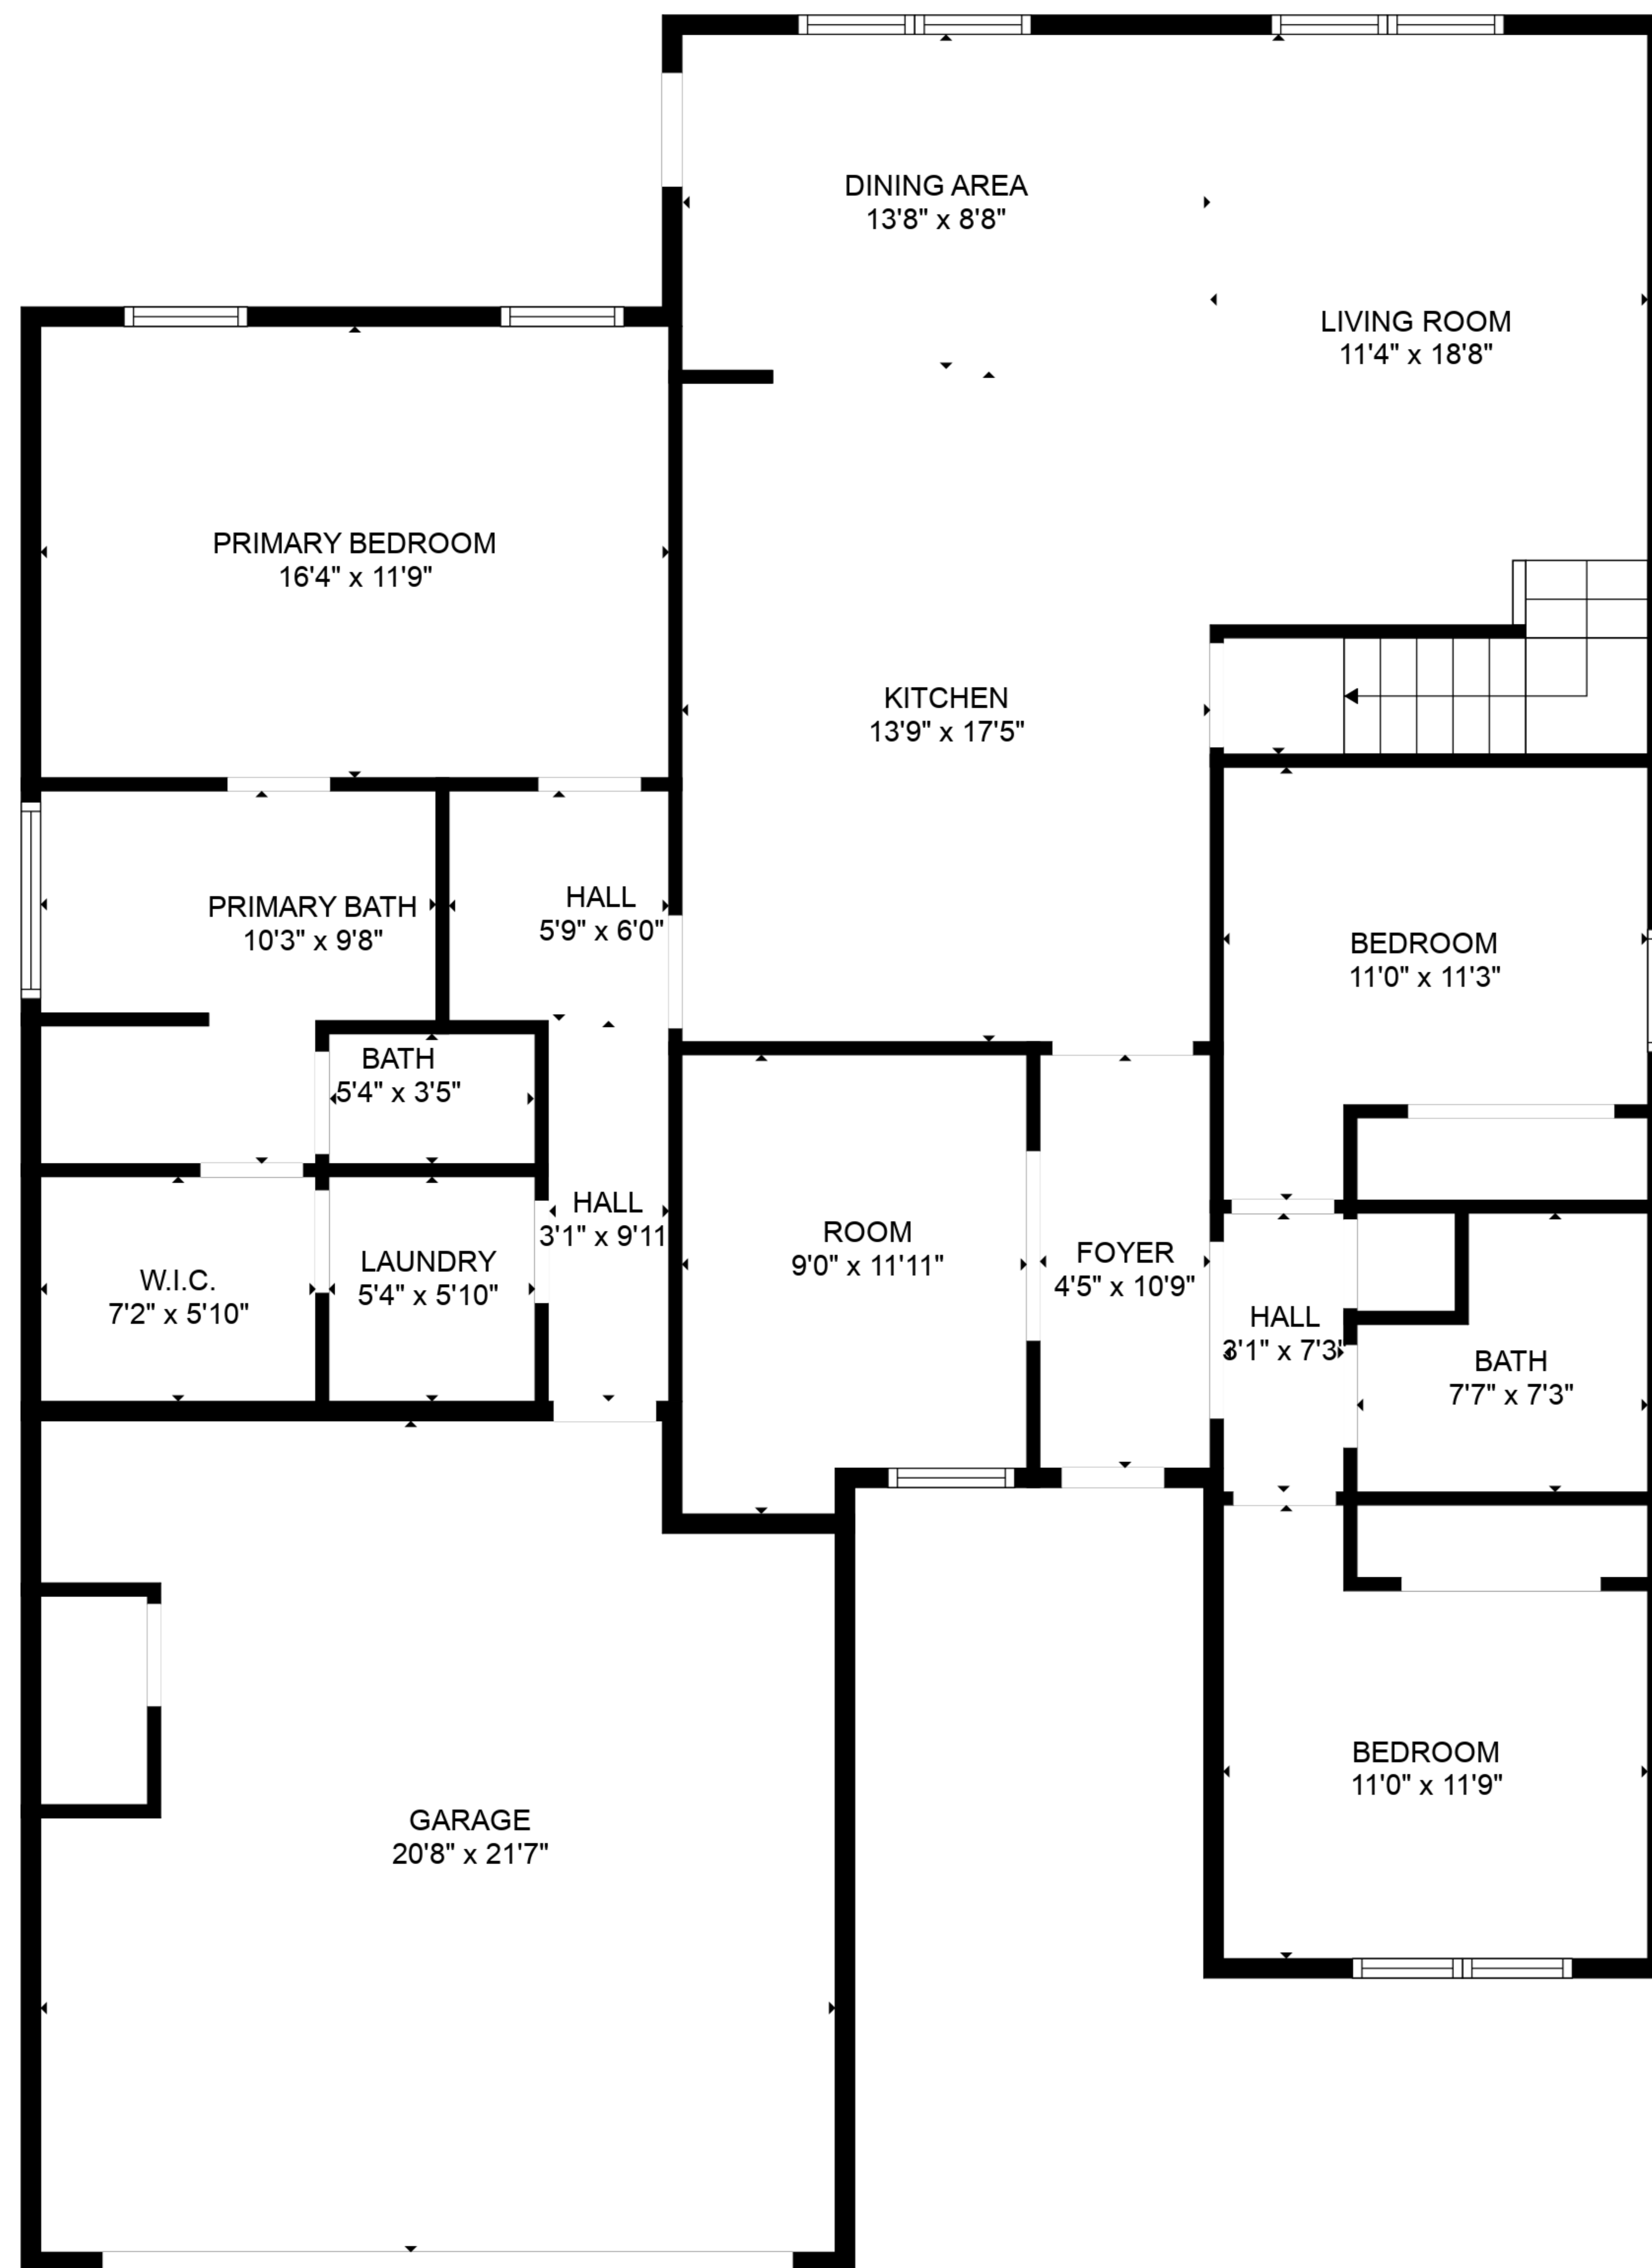 DINING AREA
13'8" x 8'8"
LIVING ROOM
11'4" x 18'8"
PRIMARY BEDROOM
16'4" x 11'9"
KITCHEN
13'9" x 17'5"
PRIMARY BATH
10'3" x 9'8"
HALL
5'9" x 6'0"
BEDROOM
11'0" x 11'3"
BATH
5'4" x 3'5"
HALL
3'1" x 9'11
ROOM
9'0" x 11'11"
FOYER
4'5" x 10'9"
W.I.C.
7'2" x 5'10"
LAUNDRY
5'4" x 5'10"
HALL
3'1" x 7'3"
BATH
7'7" x 7'3"
BEDROOM
11'0" x 11'9"
GARAGE
20'8" x 21'7"